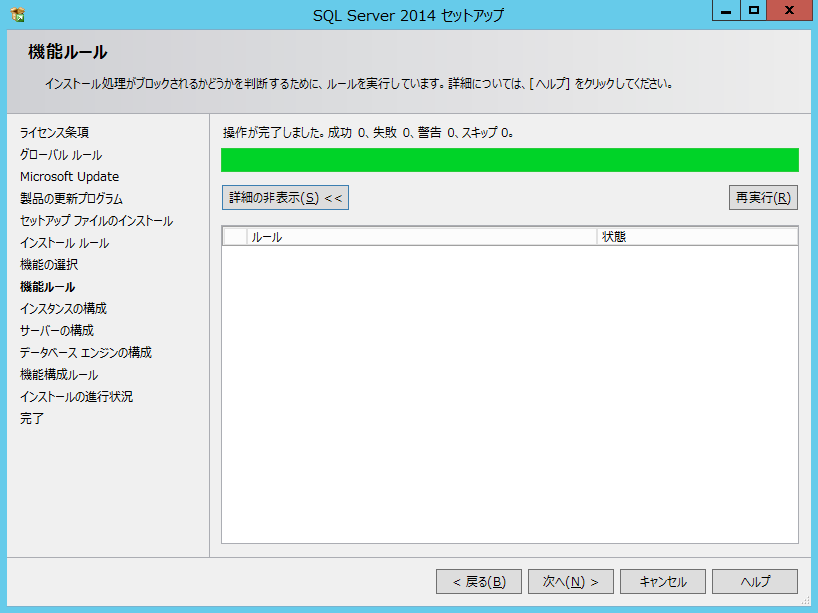 SQL Server 2014 セットアップ
機能ルール
インストール処理がブロックされるかどうかを判断するために、ルールを実行しています。詳細については、[ヘルプ] をクリックしてください。
ライセンス条項
グローバル ルール
Microsoft Update
製品の更新プログラム
セットアップ ファイルのインストール
インストール ルール
機能の選択
機能ルール
インスタンスの構成
サーバーの構成
データベース エンジンの構成
機能構成ルール
インストールの進行状況
完了
操作が完了しました。成功 0、失敗 0、警告 0、スキップ 0。
詳細の非表示(S) << 再実行(R)
ルール 状態
< 戻る(B) 次へ(N) > キャンセル ヘルプ